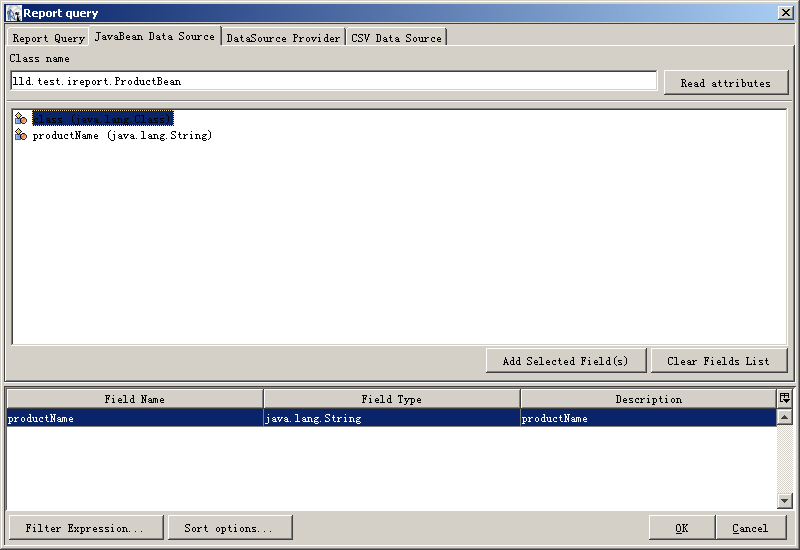 Report query
Report Query JavaBean Data Source DataSource Provider CSV Data Source
Class name
lld.test.ireport.ProductBean Read attributes
class (java.lang.Class)
productName (java.lang.String)
Add Selected Field(s) Clear Fields List
Field Name Field Type Description
productName java.lang.String productName
Filter Expression... Sort options... OK Cancel